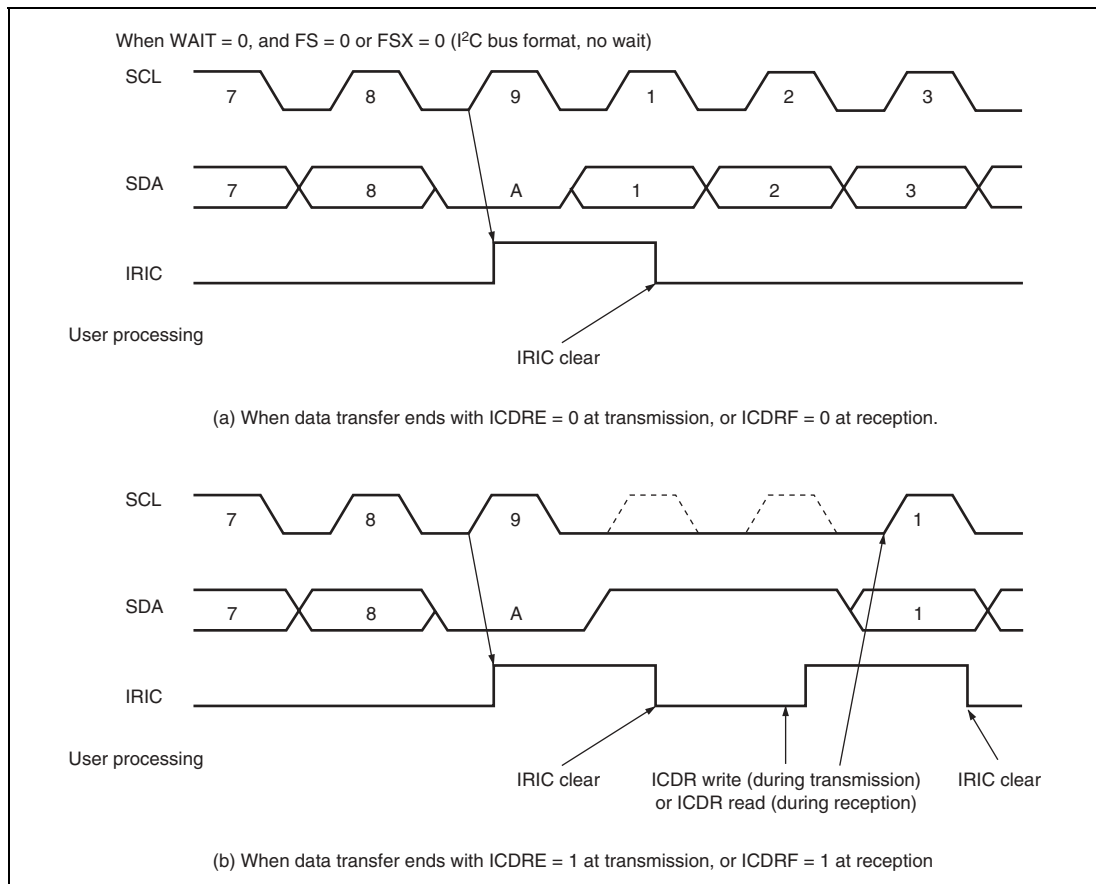 When WAIT = 0, and FS = 0 or FSX = 0 (I²C bus format, no wait)
SCL
7 8 9 1 2 3
SDA
7 8 A 1 2 3
IRIC
User processing
IRIC clear
(a) When data transfer ends with ICDRE = 0 at transmission, or ICDRF = 0 at reception.
SCL
7 8 9 1
SDA
7 8 A 1
IRIC
User processing
IRIC clear
ICDR write (during transmission)
or ICDR read (during reception)
IRIC clear
(b) When data transfer ends with ICDRE = 1 at transmission, or ICDRF = 1 at reception